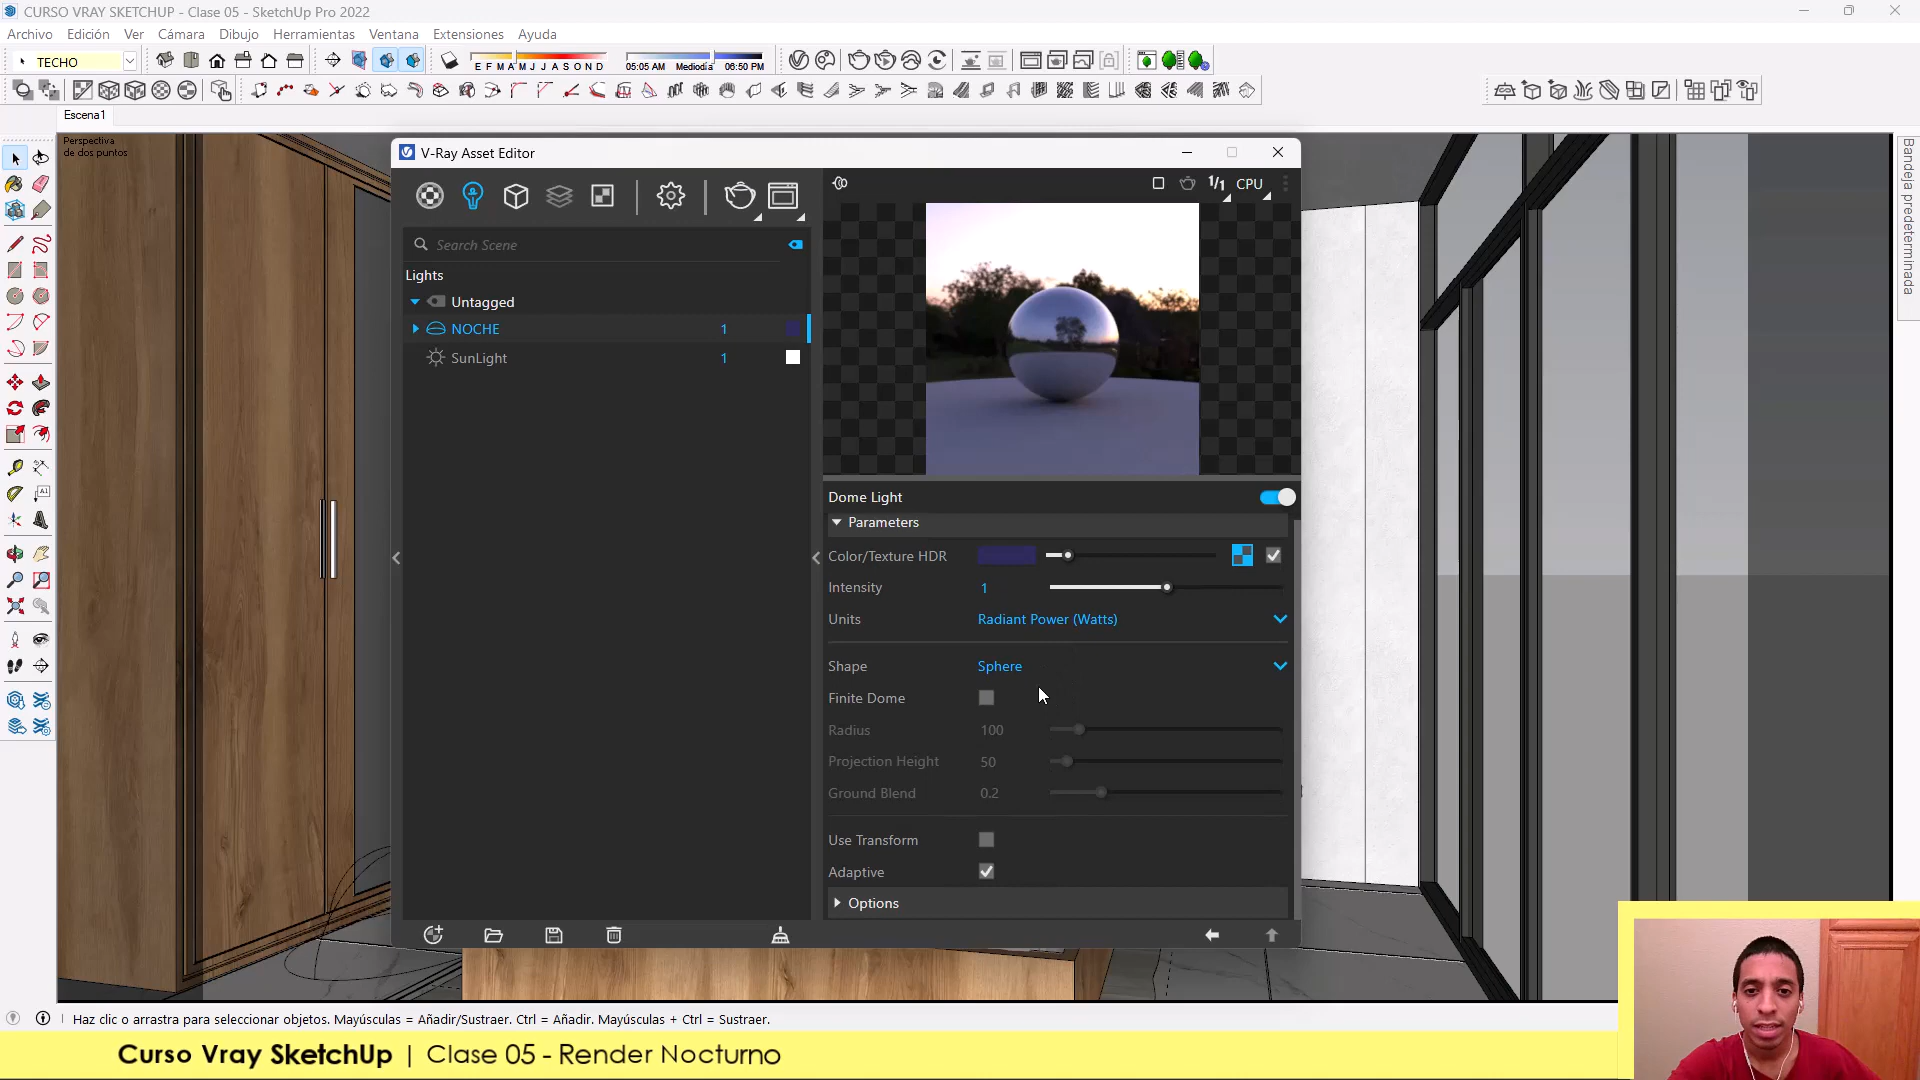 CURSO VRAY SKETCHUP - Clase 05 - SketchUp Pro 2022
Archivo Edición Ver Cámara Dibujo Herramientas Ventana Extensiones Ayuda
TECHO
E F M A M J J A S O N D
05:05 AM Mediodía 06:50 PM
Escena1
Perspectiva
de dos puntos
Bandeja predeterminada
V-Ray Asset Editor
1/1 CPU
Search Scene
Lights
Untagged
NOCHE 1
SunLight 1
Dome Light
Parameters
Color/Texture HDR
Intensity 1
Units Radiant Power (Watts)
Shape Sphere
Finite Dome
Radius 100
Projection Height 50
Ground Blend 0.2
Use Transform
Adaptive
Options
Haz clic o arrastra para seleccionar objetos. Mayúsculas = Añadir/Sustraer. Ctrl = Añadir. Mayúsculas + Ctrl = Sustraer.
Curso Vray SketchUp | Clase 05 - Render Nocturno